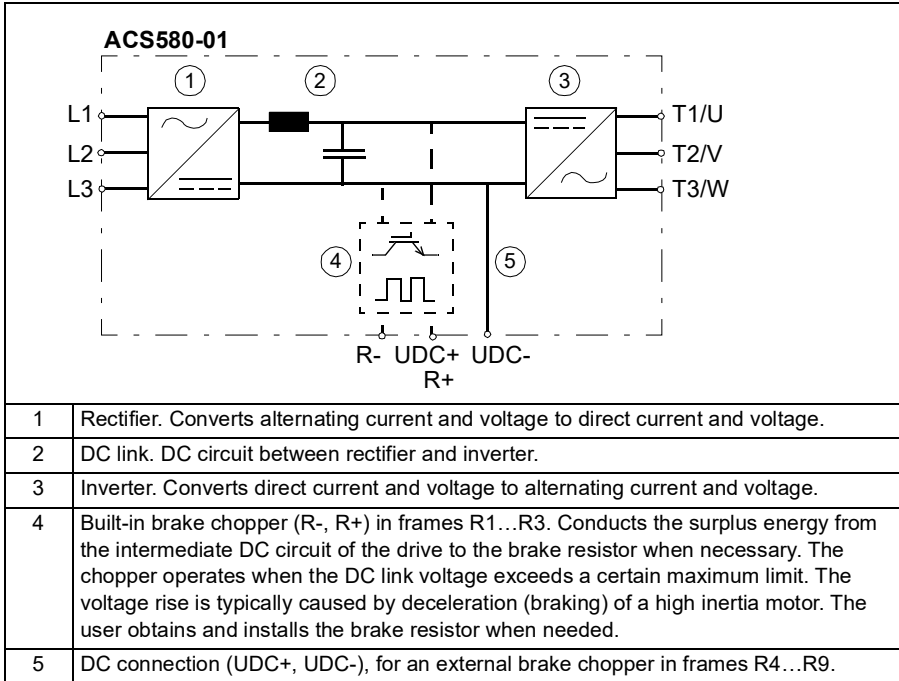 ACS580-01
1
2
3
L1
T1/U
L2
T2/V
L3
T3/W
4
5
R- UDC+ UDC-
R+
1 Rectifier. Converts alternating current and voltage to direct current and voltage.
2 DC link. DC circuit between rectifier and inverter.
3 Inverter. Converts direct current and voltage to alternating current and voltage.
4 Built-in brake chopper (R-, R+) in frames R1…R3. Conducts the surplus energy from
the intermediate DC circuit of the drive to the brake resistor when necessary. The
chopper operates when the DC link voltage exceeds a certain maximum limit. The
voltage rise is typically caused by deceleration (braking) of a high inertia motor. The
user obtains and installs the brake resistor when needed.
5 DC connection (UDC+, UDC-), for an external brake chopper in frames R4…R9.